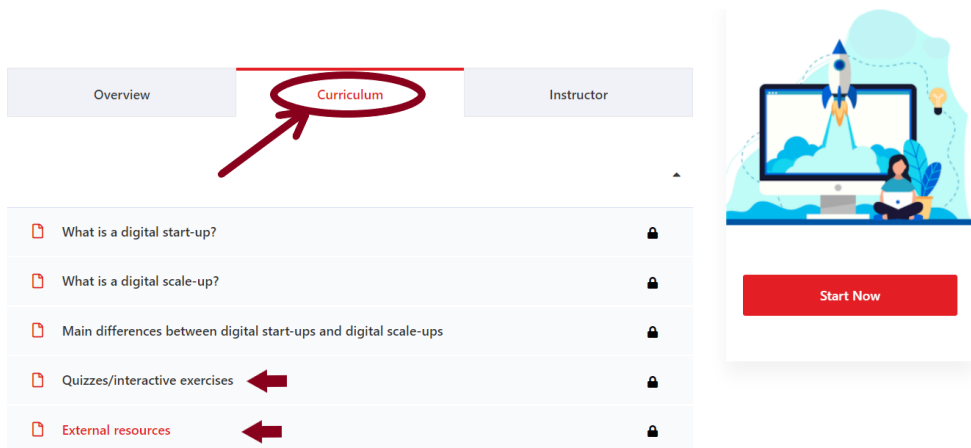 Overview
Curriculum
Instructor
What is a digital start-up?
What is a digital scale-up?
Main differences between digital start-ups and digital scale-ups
Quizzes/interactive exercises
External resources
Start Now